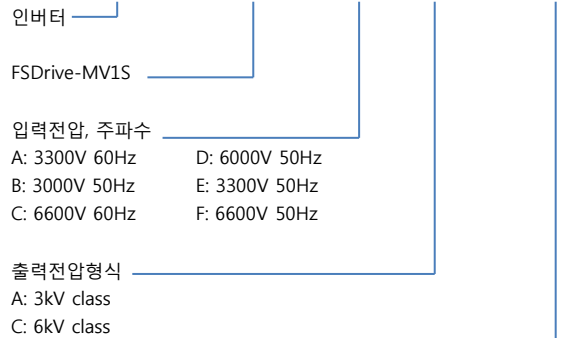 인버터
FSDrive-MV1S
입력전압, 주파수
A: 3300V 60Hz D: 6000V 50Hz
B: 3000V 50Hz E: 3300V 50Hz
C: 6600V 60Hz F: 6600V 50Hz
출력전압형식
A: 3kV class
C: 6kV class